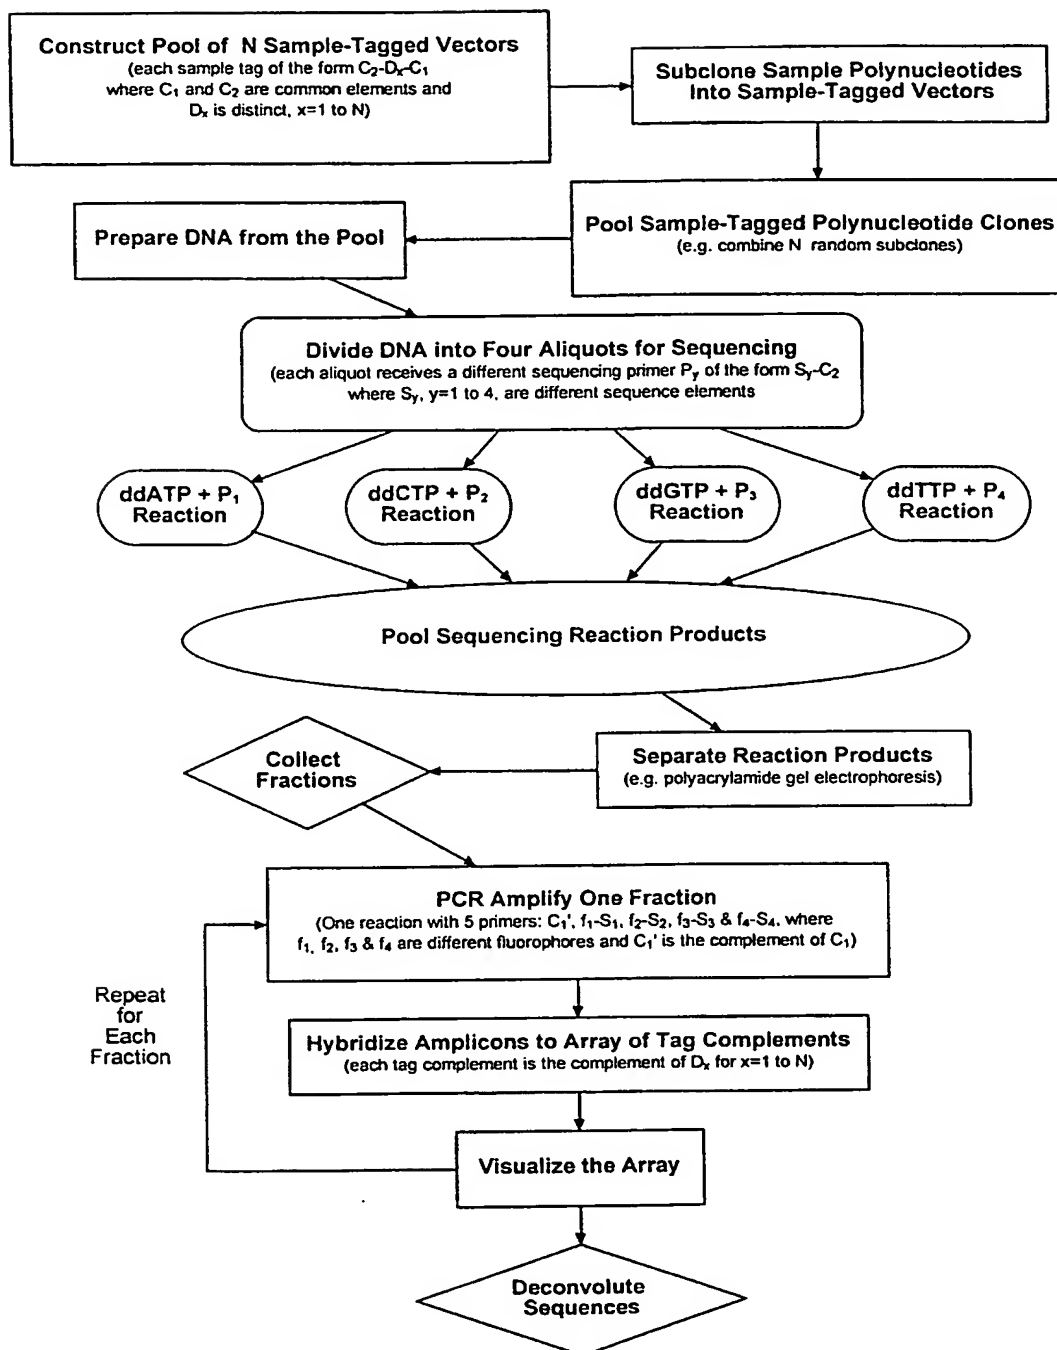 Construct Pool of N Sample-Tagged Vectors
(each sample tag of the form C₂-Dₓ-C₁
where C₁ and C₂ are common elements and
Dₓ is distinct, x=1 to N)
Subclone Sample Polynucleotides
Into Sample-Tagged Vectors
Pool Sample-Tagged Polynucleotide Clones
(e.g. combine N random subclones)
Prepare DNA from the Pool
Divide DNA into Four Aliquots for Sequencing
(each aliquot receives a different sequencing primer Pᵧ of the form Sᵧ-C₂
where Sᵧ, y=1 to 4, are different sequence elements
ddATP + P₁
Reaction
ddCTP + P₂
Reaction
ddGTP + P₃
Reaction
ddTTP + P₄
Reaction
Pool Sequencing Reaction Products
Separate Reaction Products
(e.g. polyacrylamide gel electrophoresis)
Collect
Fractions
PCR Amplify One Fraction
(One reaction with 5 primers: C₁', f₁-S₁, f₂-S₂, f₃-S₃ & f₄-S₄, where
f₁, f₂, f₃ & f₄ are different fluorophores and C₁' is the complement of C₁)
Repeat
for
Each
Fraction
Hybridize Amplicons to Array of Tag Complements
(each tag complement is the complement of Dₓ for x=1 to N)
Visualize the Array
Deconvolute
Sequences